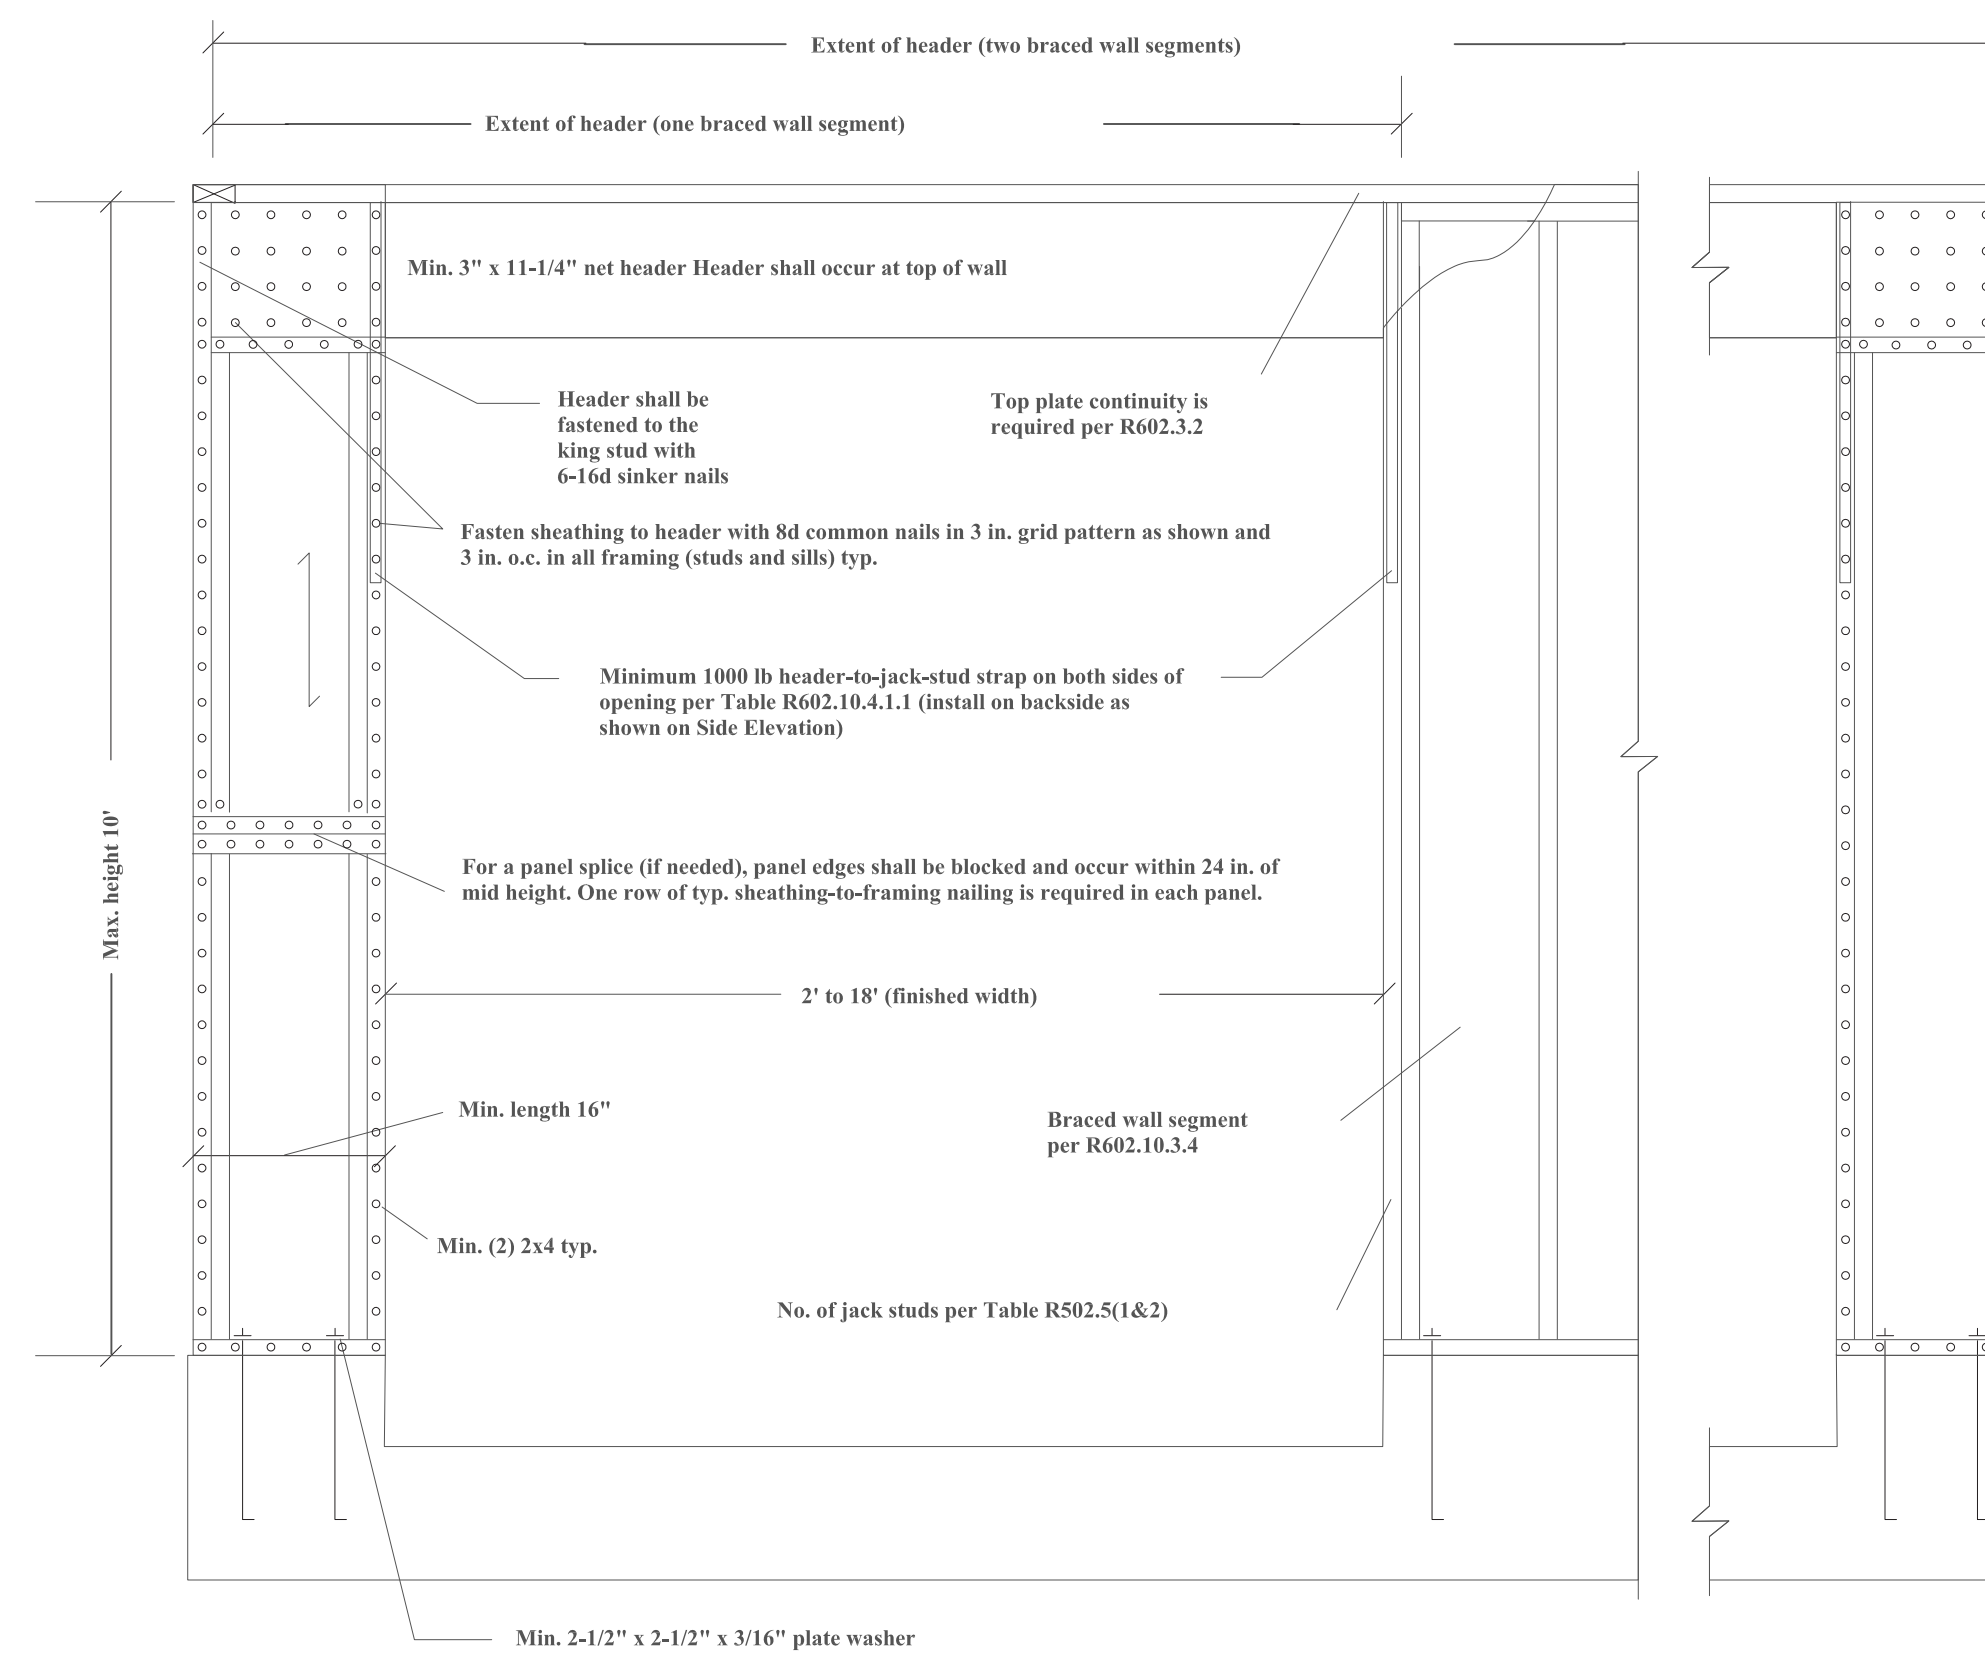 Extent of header (two braced wall segments)
Extent of header (one braced wall segment)
Min. 3" x 11-1/4" net header Header shall occur at top of wall
Header shall be
fastened to the
king stud with
6-16d sinker nails
Top plate continuity is
required per R602.3.2
Fasten sheathing to header with 8d common nails in 3 in. grid pattern as shown and
3 in. o.c. in all framing (studs and sills) typ.
Minimum 1000 lb header-to-jack-stud strap on both sides of
opening per Table R602.10.4.1.1 (install on backside as
shown on Side Elevation)
Max. height 10'
For a panel splice (if needed), panel edges shall be blocked and occur within 24 in. of
mid height. One row of typ. sheathing-to-framing nailing is required in each panel.
2' to 18' (finished width)
Min. length 16"
Braced wall segment
per R602.10.3.4
Min. (2) 2x4 typ.
No. of jack studs per Table R502.5(1&2)
Min. 2-1/2" x 2-1/2" x 3/16" plate washer